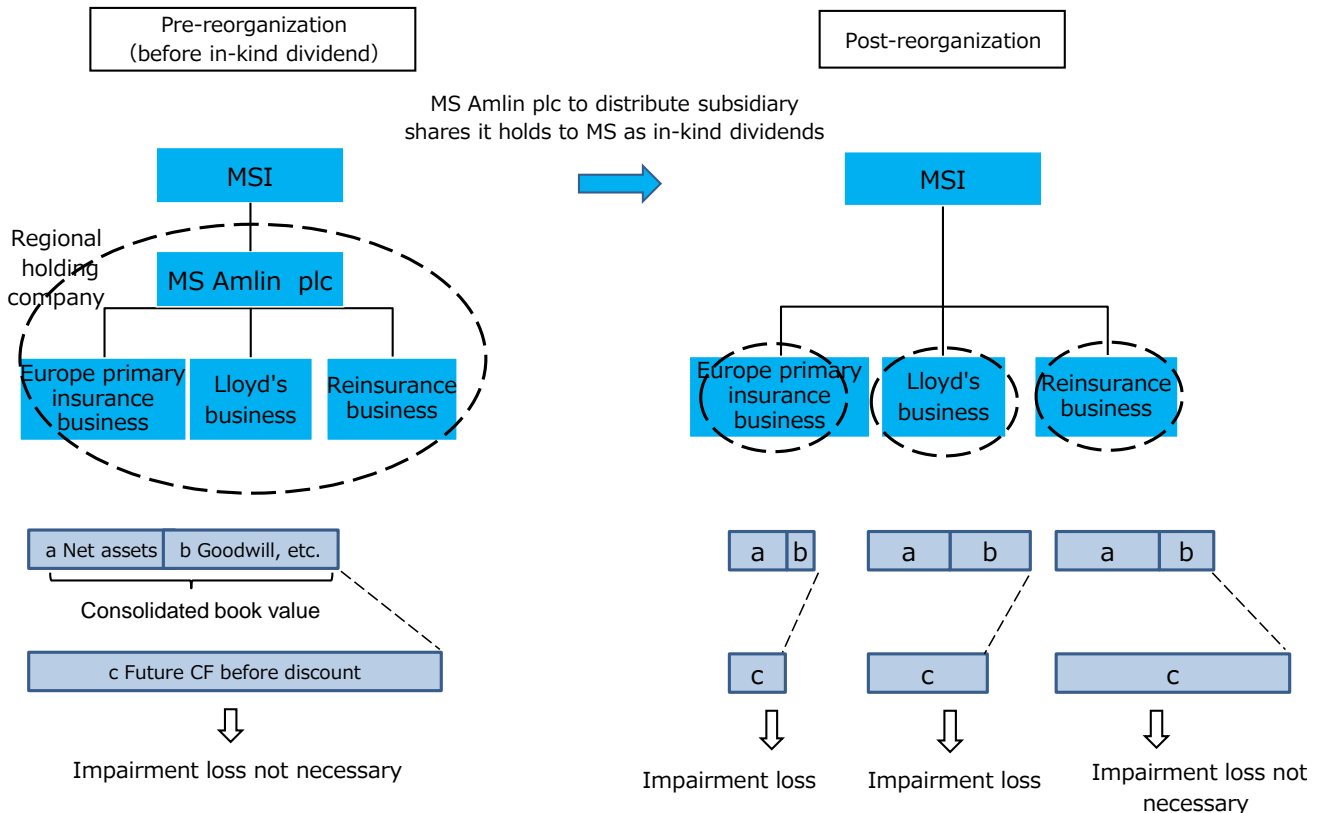 Pre-reorganization
（before in-kind dividend）
Post-reorganization
MS Amlin plc to distribute subsidiary
shares it holds to MS as in-kind dividends
MSI
Regional
holding
company
MS Amlin plc
Europe primary
insurance
business
Lloyd's
business
Reinsurance
business
MSI
Europe primary
insurance
business
Lloyd's
business
Reinsurance
business
a Net assets
b Goodwill, etc.
Consolidated book value
c Future CF before discount
Impairment loss not necessary
a
b
a
b
a
b
c
c
c
Impairment loss
Impairment loss
Impairment loss not
necessary